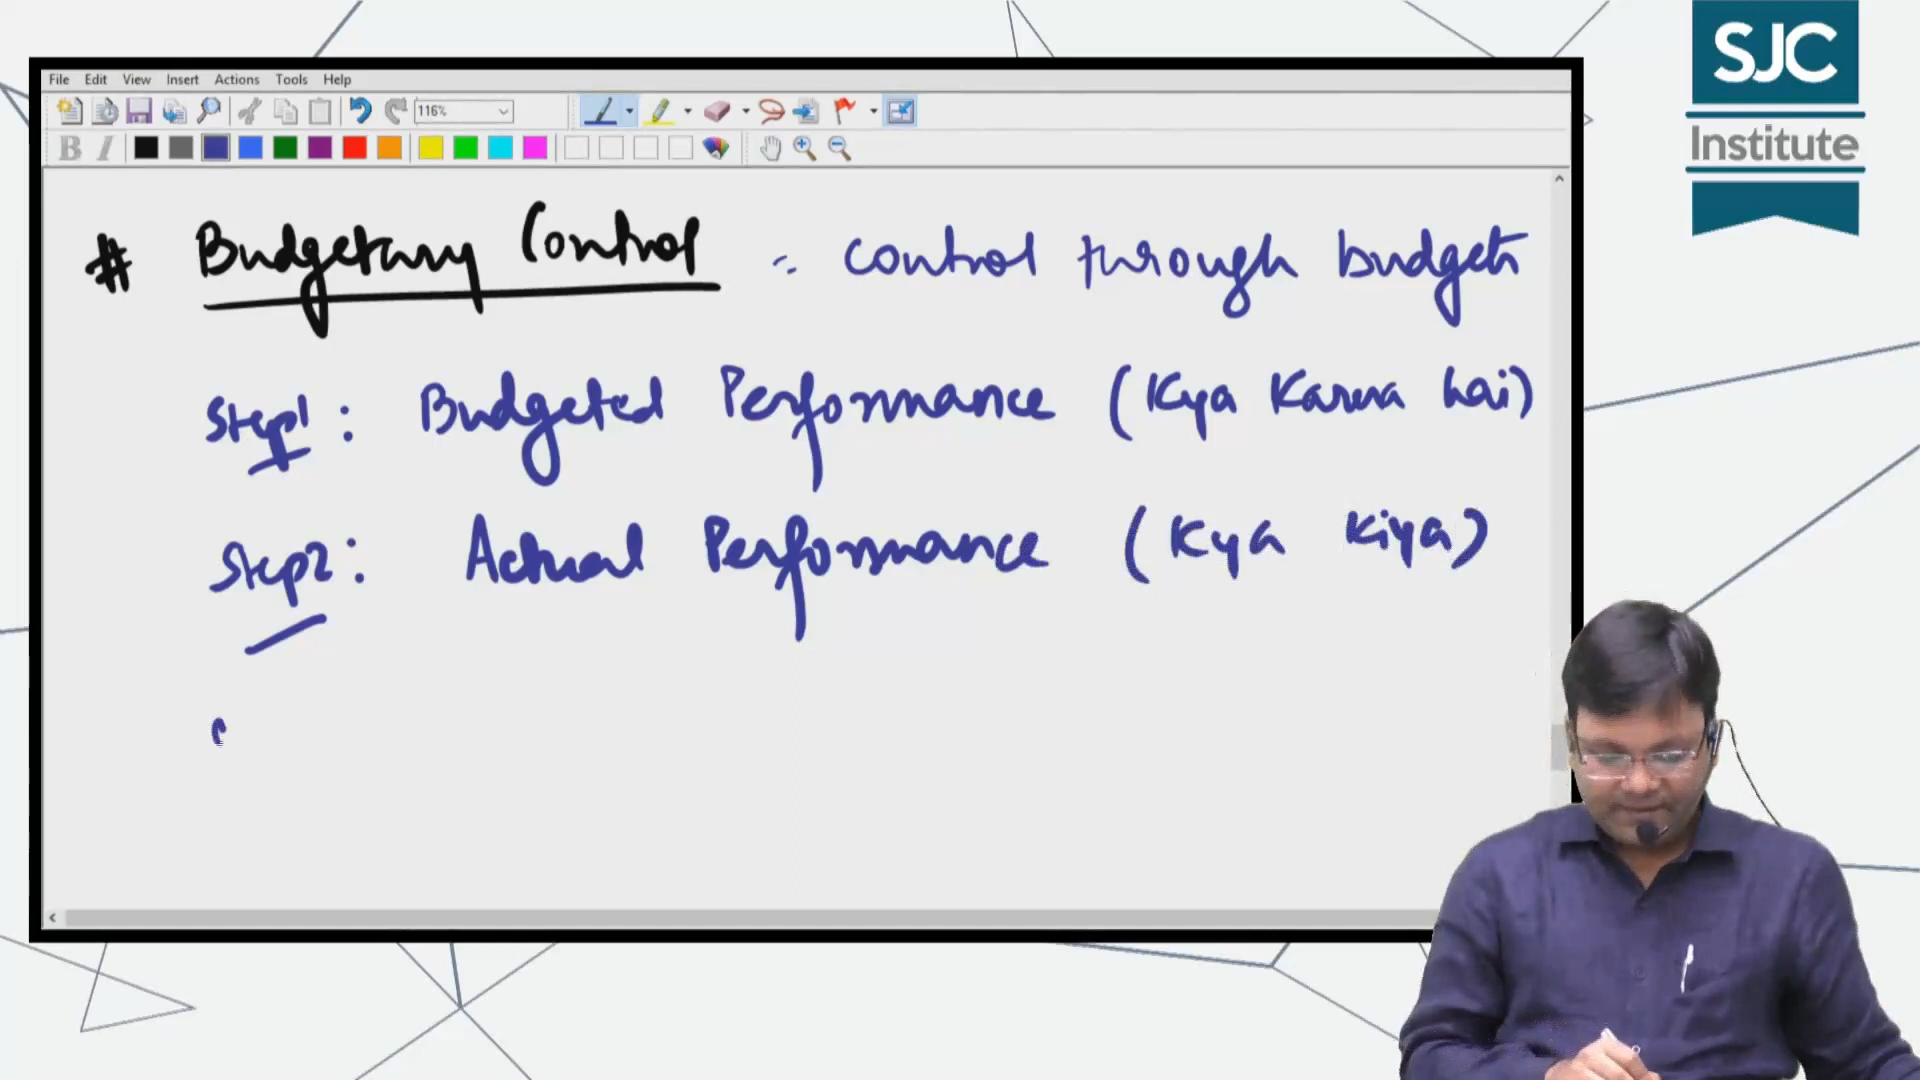 SJC
Institute
File Edit View Insert Actions Tools Help
116%
B I
# Budgetary Control = control through budgets
Step1: Budgeted Performance (Kya Karna hai)
Step2: Actual Performance (Kya Kiya)